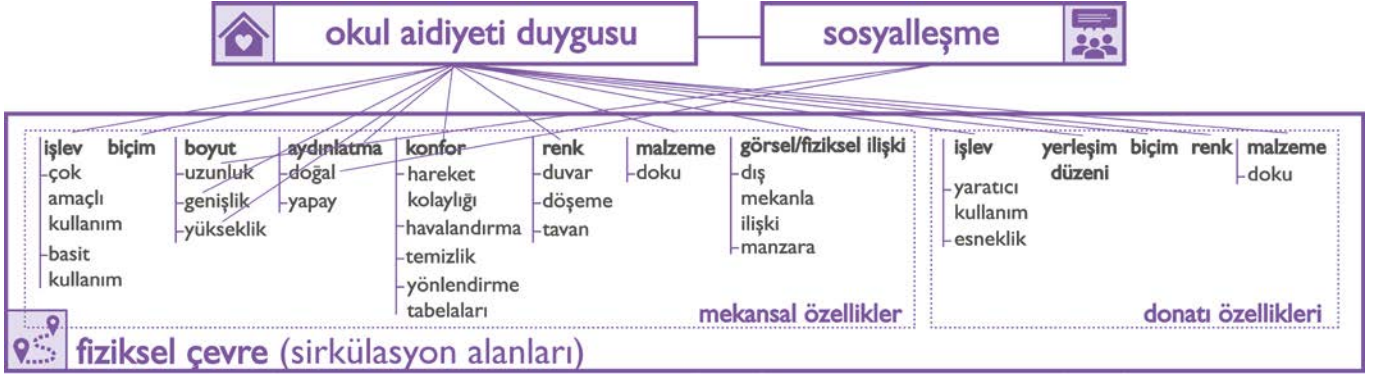 okul aidiyeti duygusu
sosyalleşme
işlev
çok
amaçlı
kullanım
basit
kullanım
biçim
boyut
uzunluk
genişlik
yükseklik
aydınlatma
doğal
yapay
konfor
hareket
kolaylığı
havalandırma
temizlik
yönlendirme
tabelaları
renk
duvar
döşeme
tavan
malzeme
doku
görsel/fiziksel ilişki
dış
mekanla
ilişki
manzara
mekansal özellikler
işlev
yaratıcı
kullanım
esneklik
yerleşim
düzeni
biçim
renk
malzeme
doku
donatı özellikleri
fiziksel çevre (sirkülasyon alanları)